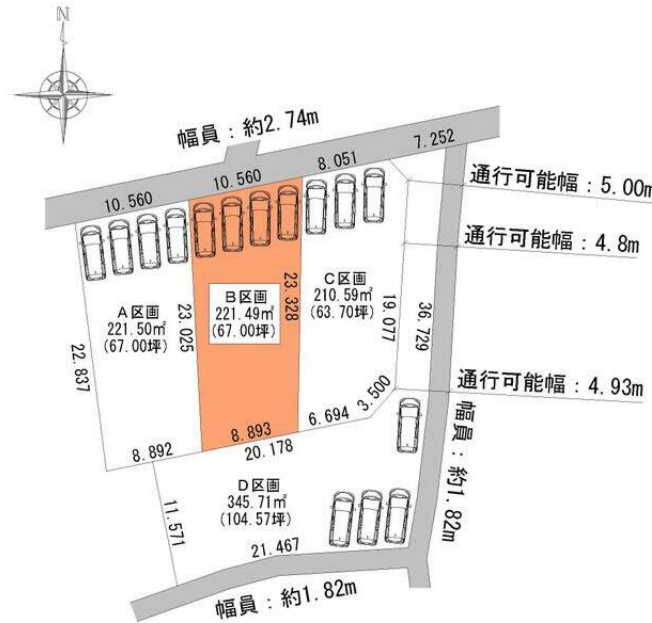 N
幅員：約2.74m
7.252
8.051
10.560
10.560
通行可能幅：5.00m
通行可能幅：4.8m
A区画
221.50㎡
(67.00坪)
23.025
B区画
221.49㎡
(67.00坪)
23.328
C区画
210.59㎡
(63.70坪)
19.077
36.729
22.837
通行可能幅：4.93m
3.500
6.694
8.893
8.892
20.178
幅員：約1.82m
D区画
345.71㎡
(104.57坪)
11.571
21.467
幅員：約1.82m